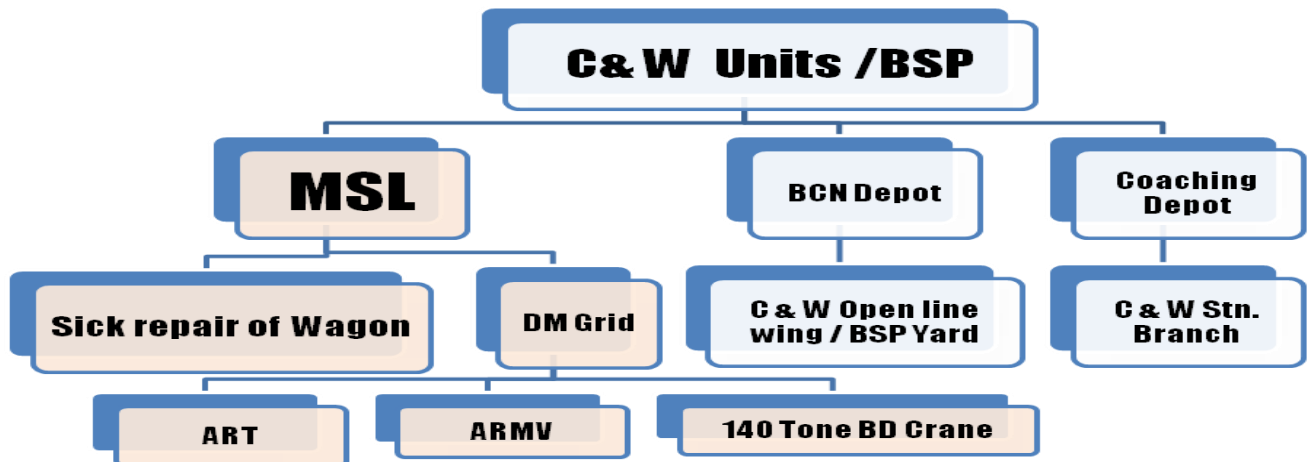 C& W Units /BSP
MSL
BCN Depot
Coaching
Depot
Sick repair of Wagon
DM Grid
C & W Open line
wing / BSP Yard
C & W Stn.
Branch
ART
ARMV
140 Tone BD Crane